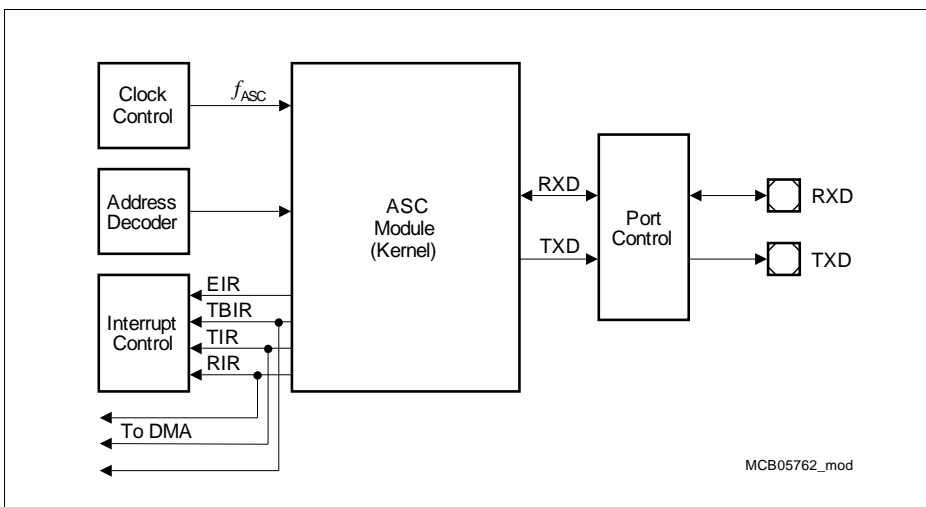 Clock
Control
fASC
Address
Decoder
Interrupt
Control
EIR
TBIR
TIR
RIR
To DMA
ASC
Module
(Kernel)
RXD
TXD
Port
Control
RXD
TXD
MCB05762_mod